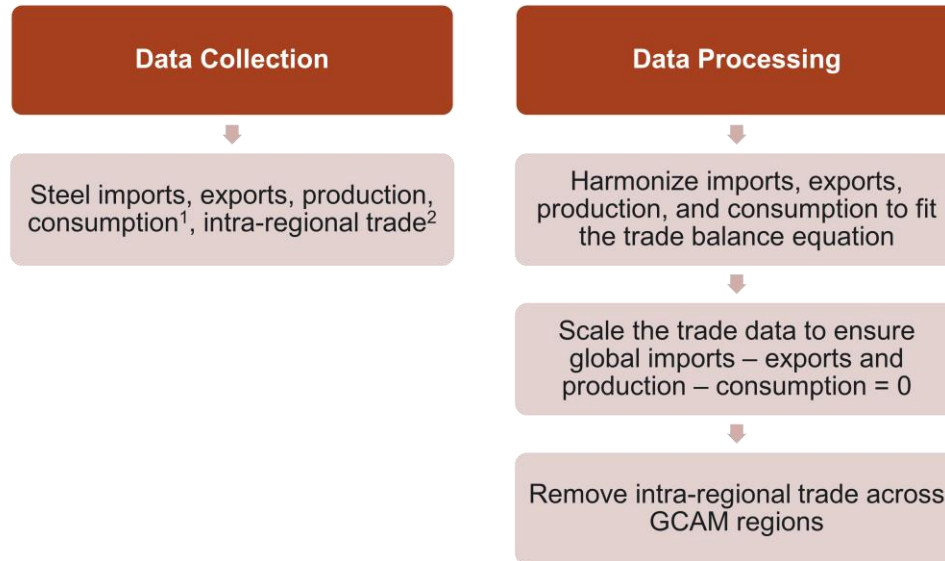 Data Collection
Steel imports, exports, production,
consumption¹, intra-regional trade²
Data Processing
Harmonize imports, exports,
production, and consumption to fit
the trade balance equation
Scale the trade data to ensure
global imports – exports and
production – consumption = 0
Remove intra-regional trade across
GCAM regions